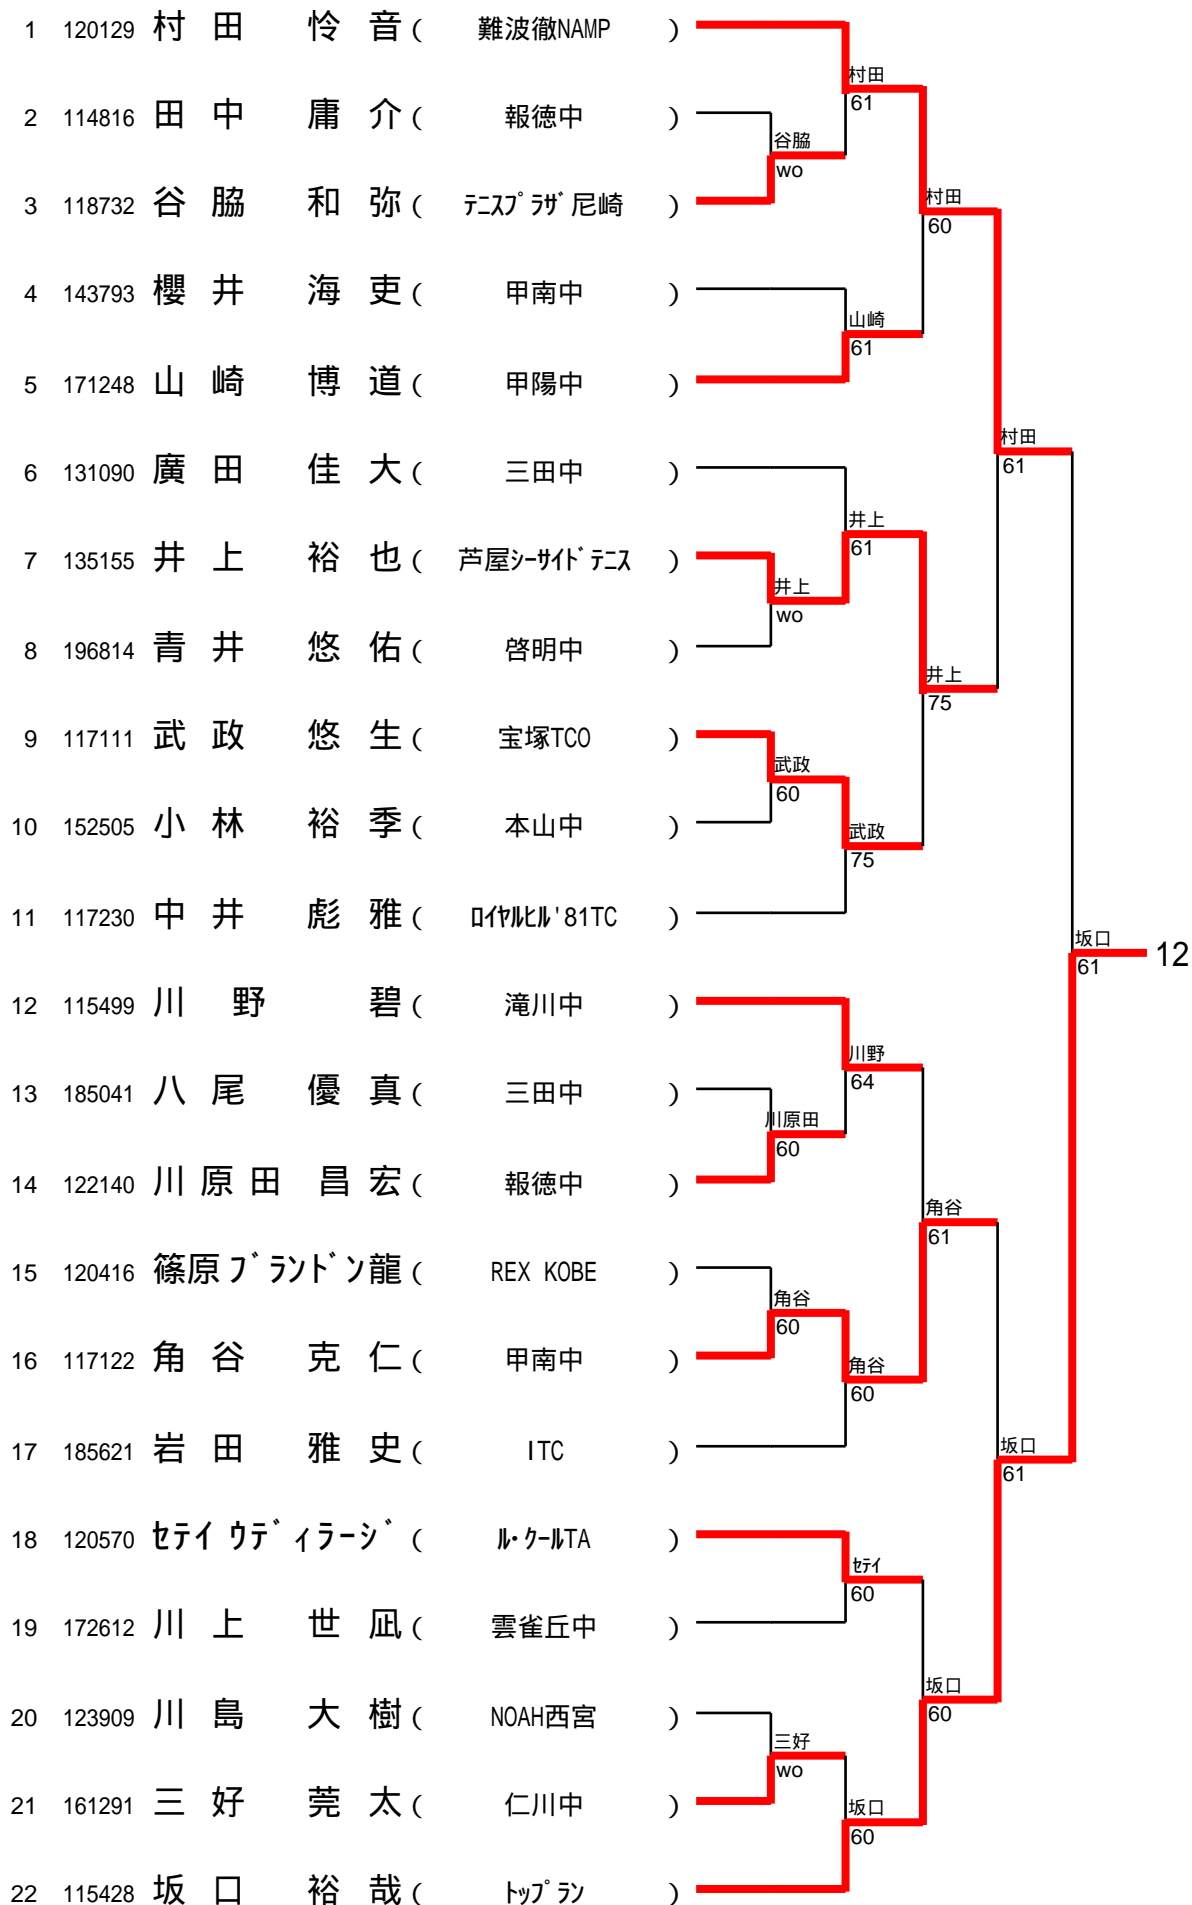 1 120129 村田 怜音 ( 難波徹NAMP )
村田
61
2 114816 田中 庸介 ( 報徳中 )
谷脇
wo
3 118732 谷脇 和弥 ( ﾃﾆｽﾌﾟﾗｻﾞ尼崎 )
村田
60
4 143793 櫻井 海吏 ( 甲南中 )
山崎
61
5 171248 山崎 博道 ( 甲陽中 )
村田
61
6 131090 廣田 佳大 ( 三田中 )
井上
61
7 135155 井上 裕也 ( 芦屋ｼｰｻｲﾄﾞﾃﾆｽ )
井上
wo
8 196814 青井 悠佑 ( 啓明中 )
井上
75
9 117111 武政 悠生 ( 宝塚TCO )
武政
60
10 152505 小林 裕季 ( 本山中 )
武政
75
11 117230 中井 彪雅 ( ﾛｲﾔﾙﾋﾙ'81TC )
坂口
61
12
12 115499 川野 碧 ( 滝川中 )
川野
64
13 185041 八尾 優真 ( 三田中 )
川原田
60
14 122140 川原田 昌宏 ( 報徳中 )
角谷
61
15 120416 篠原ﾌﾞﾗﾝﾄﾞﾝ龍 ( REX KOBE )
角谷
60
16 117122 角谷 克仁 ( 甲南中 )
角谷
60
17 185621 岩田 雅史 ( ITC )
坂口
61
18 120570 ｾﾃｲ ｳﾃﾞｨﾗｰｼﾞ ( ﾙ･ｸｰﾙTA )
ｾﾃｲ
60
19 172612 川上 世凪 ( 雲雀丘中 )
坂口
60
20 123909 川島 大樹 ( NOAH西宮 )
三好
wo
21 161291 三好 莞太 ( 仁川中 )
坂口
60
22 115428 坂口 裕哉 ( ﾄｯﾌﾟﾗﾝ )